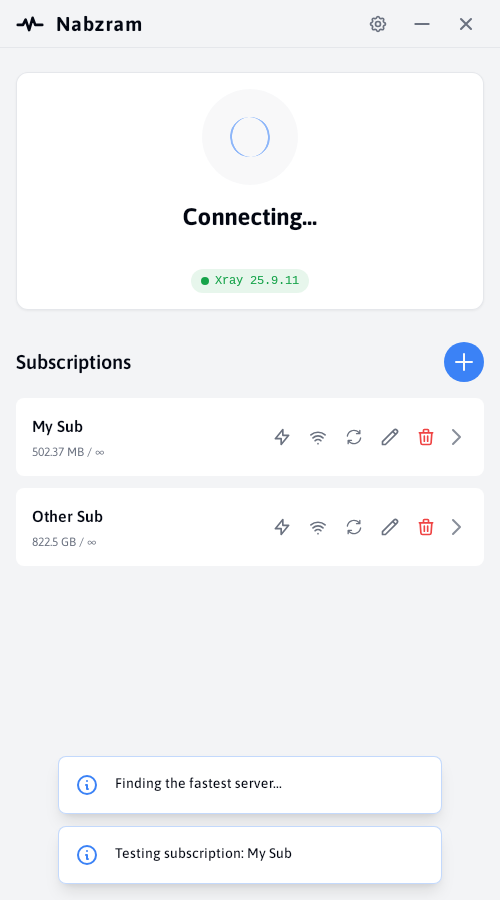 Nabzram
Connecting...
Xray 25.9.11
Subscriptions
My Sub
502.37 MB / ∞
Other Sub
822.5 GB / ∞
Finding the fastest server...
Testing subscription: My Sub